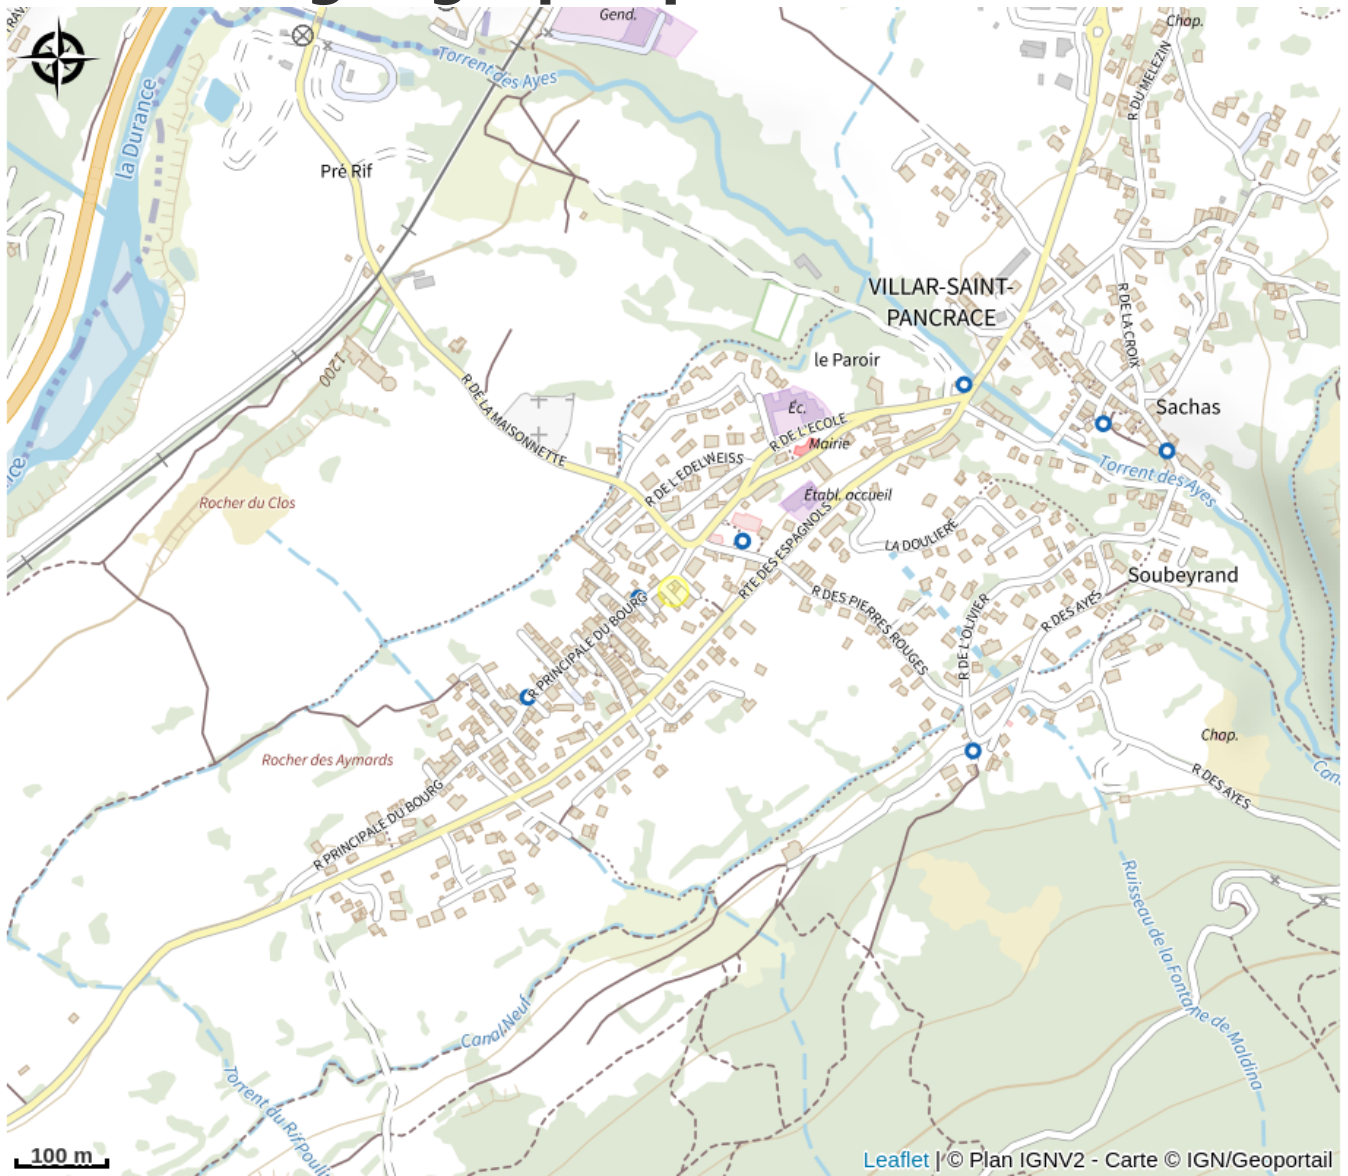 Gend.
Chap.
Torrent des Ayes
R DU MELEZIN
la Durance
Pré Rif
VILLAR-SAINT-
PANCRACE
R DE LA CROIX
le Paroir
1200
R DE LA MAISONNETTE
Éc.
Sachas
R DE L'ECOLE
Mairie
R DE L'EDELWEISS
Torrent des Ayes
Rocher du Clos
Établ. accueil
RTE DES ESPAGNOLS
LA DOULIERE
Soubeyrand
R DES PIERRES ROUGES
R DE L'OLIVIER
R DES AYES
R PRINCIPALE DU BOURG
Chap.
Rocher des Aymards
R DES AYES
R PRINCIPALE DU BOURG
Ruisseau de la Fontaine de Maldina
Canal Neuf
Torrent du Rif Pouli
100 m
Leaflet | © Plan IGNV2 - Carte © IGN/Geoportail